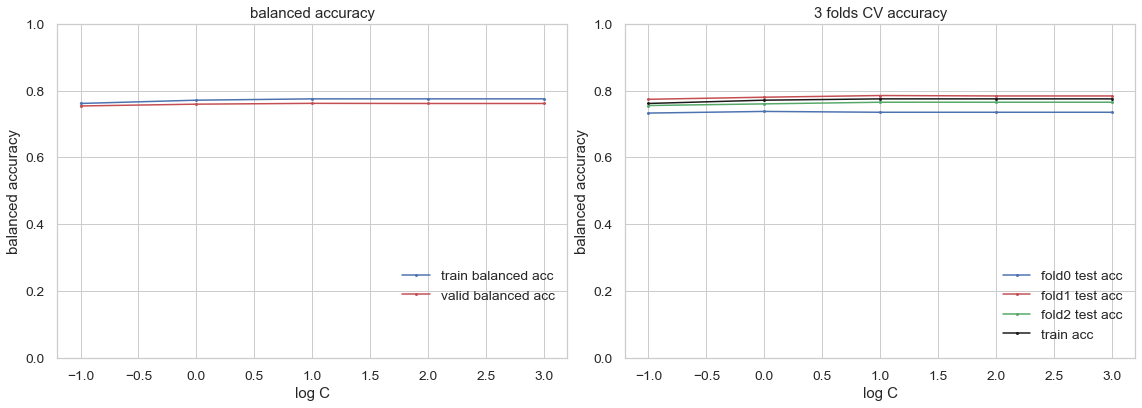 balanced accuracy
1.0
0.8
0.6
0.4
0.2
0.0
balanced accuracy
train balanced acc
valid balanced acc
−1.0 −0.5 0.0 0.5 1.0 1.5 2.0 2.5 3.0
log C
3 folds CV accuracy
1.0
0.8
0.6
0.4
0.2
0.0
balanced accuracy
fold0 test acc
fold1 test acc
fold2 test acc
train acc
−1.0 −0.5 0.0 0.5 1.0 1.5 2.0 2.5 3.0
log C